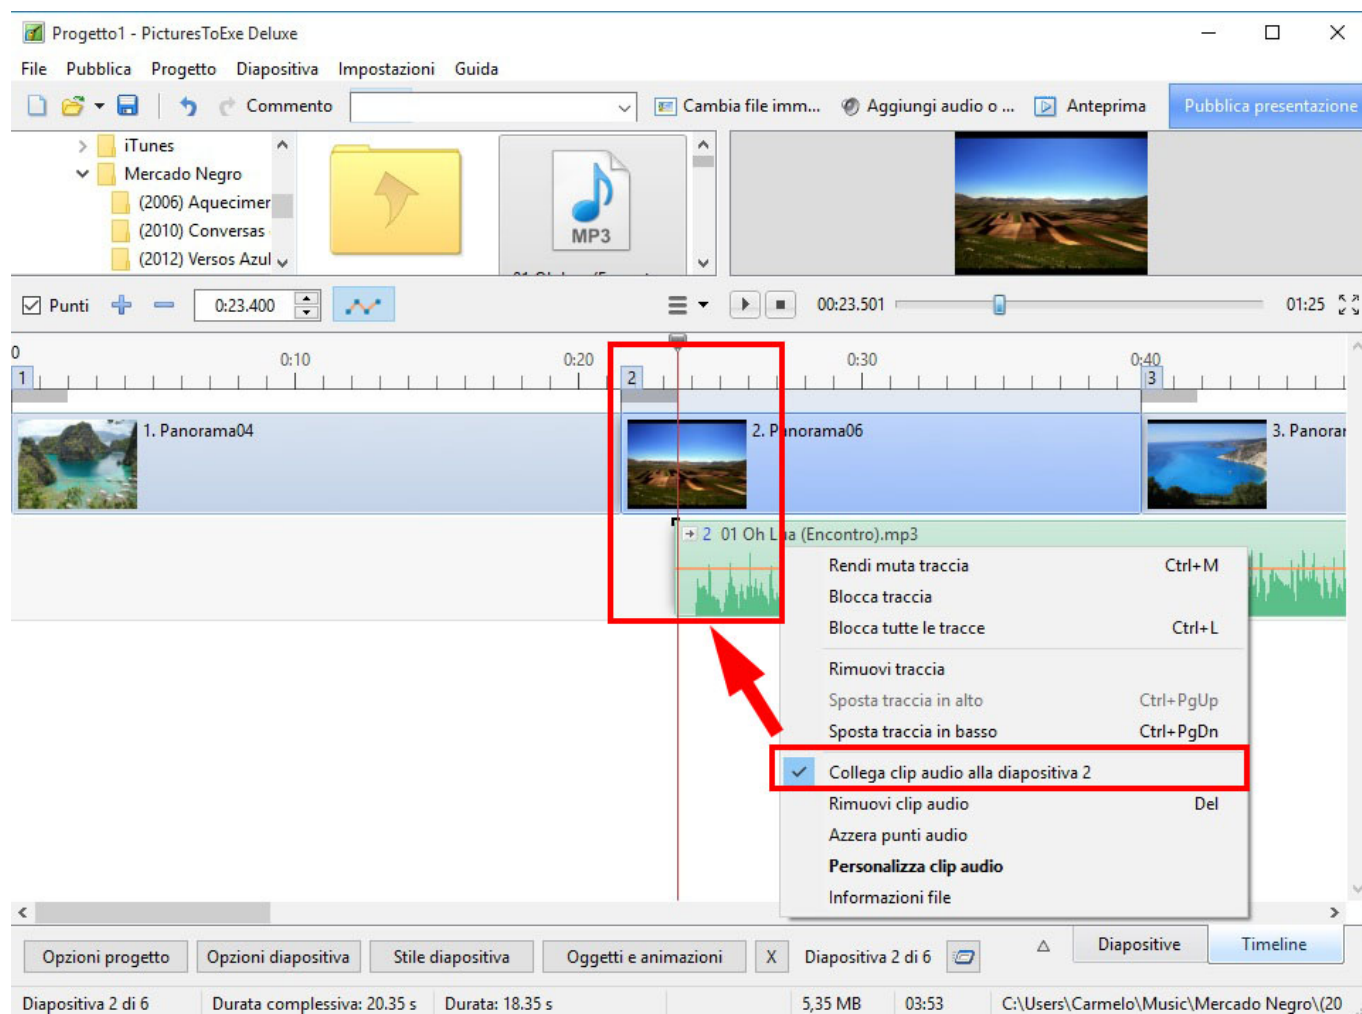 Progetto1 - PicturesToExe Deluxe
File Pubblica Progetto Diapositiva Impostazioni Guida
Commento Cambia file imm... Aggiungi audio o ... Anteprima Pubblica presentazione
iTunes
Mercado Negro
(2006) Aquecimer
(2010) Conversas
(2012) Versos Azul
MP3
Punti 0:23.400 00:23.501 01:25
0 0:10 0:20 0:30 0:40
1 2 3
1. Panorama04 2. Panorama06 3. Panorar
2 01 Oh Lua (Encontro).mp3
Rendi muta traccia Ctrl+M
Blocca traccia
Blocca tutte le tracce Ctrl+L
Rimuovi traccia
Sposta traccia in alto Ctrl+PgUp
Sposta traccia in basso Ctrl+PgDn
Collega clip audio alla diapositiva 2
Rimuovi clip audio Del
Azzera punti audio
Personalizza clip audio
Informazioni file
Opzioni progetto Opzioni diapositiva Stile diapositiva Oggetti e animazioni X Diapositiva 2 di 6 Diapositive Timeline
Diapositiva 2 di 6 Durata complessiva: 20.35 s Durata: 18.35 s 5,35 MB 03:53 C:\Users\Carmelo\Music\Mercado Negro\(20